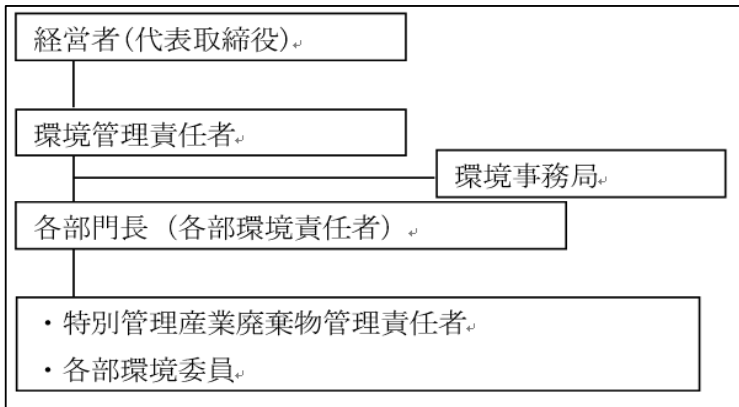 経営者(代表取締役)
環境管理責任者
環境事務局
各部門長（各部環境責任者）
・特別管理産業廃棄物管理責任者
・各部環境委員